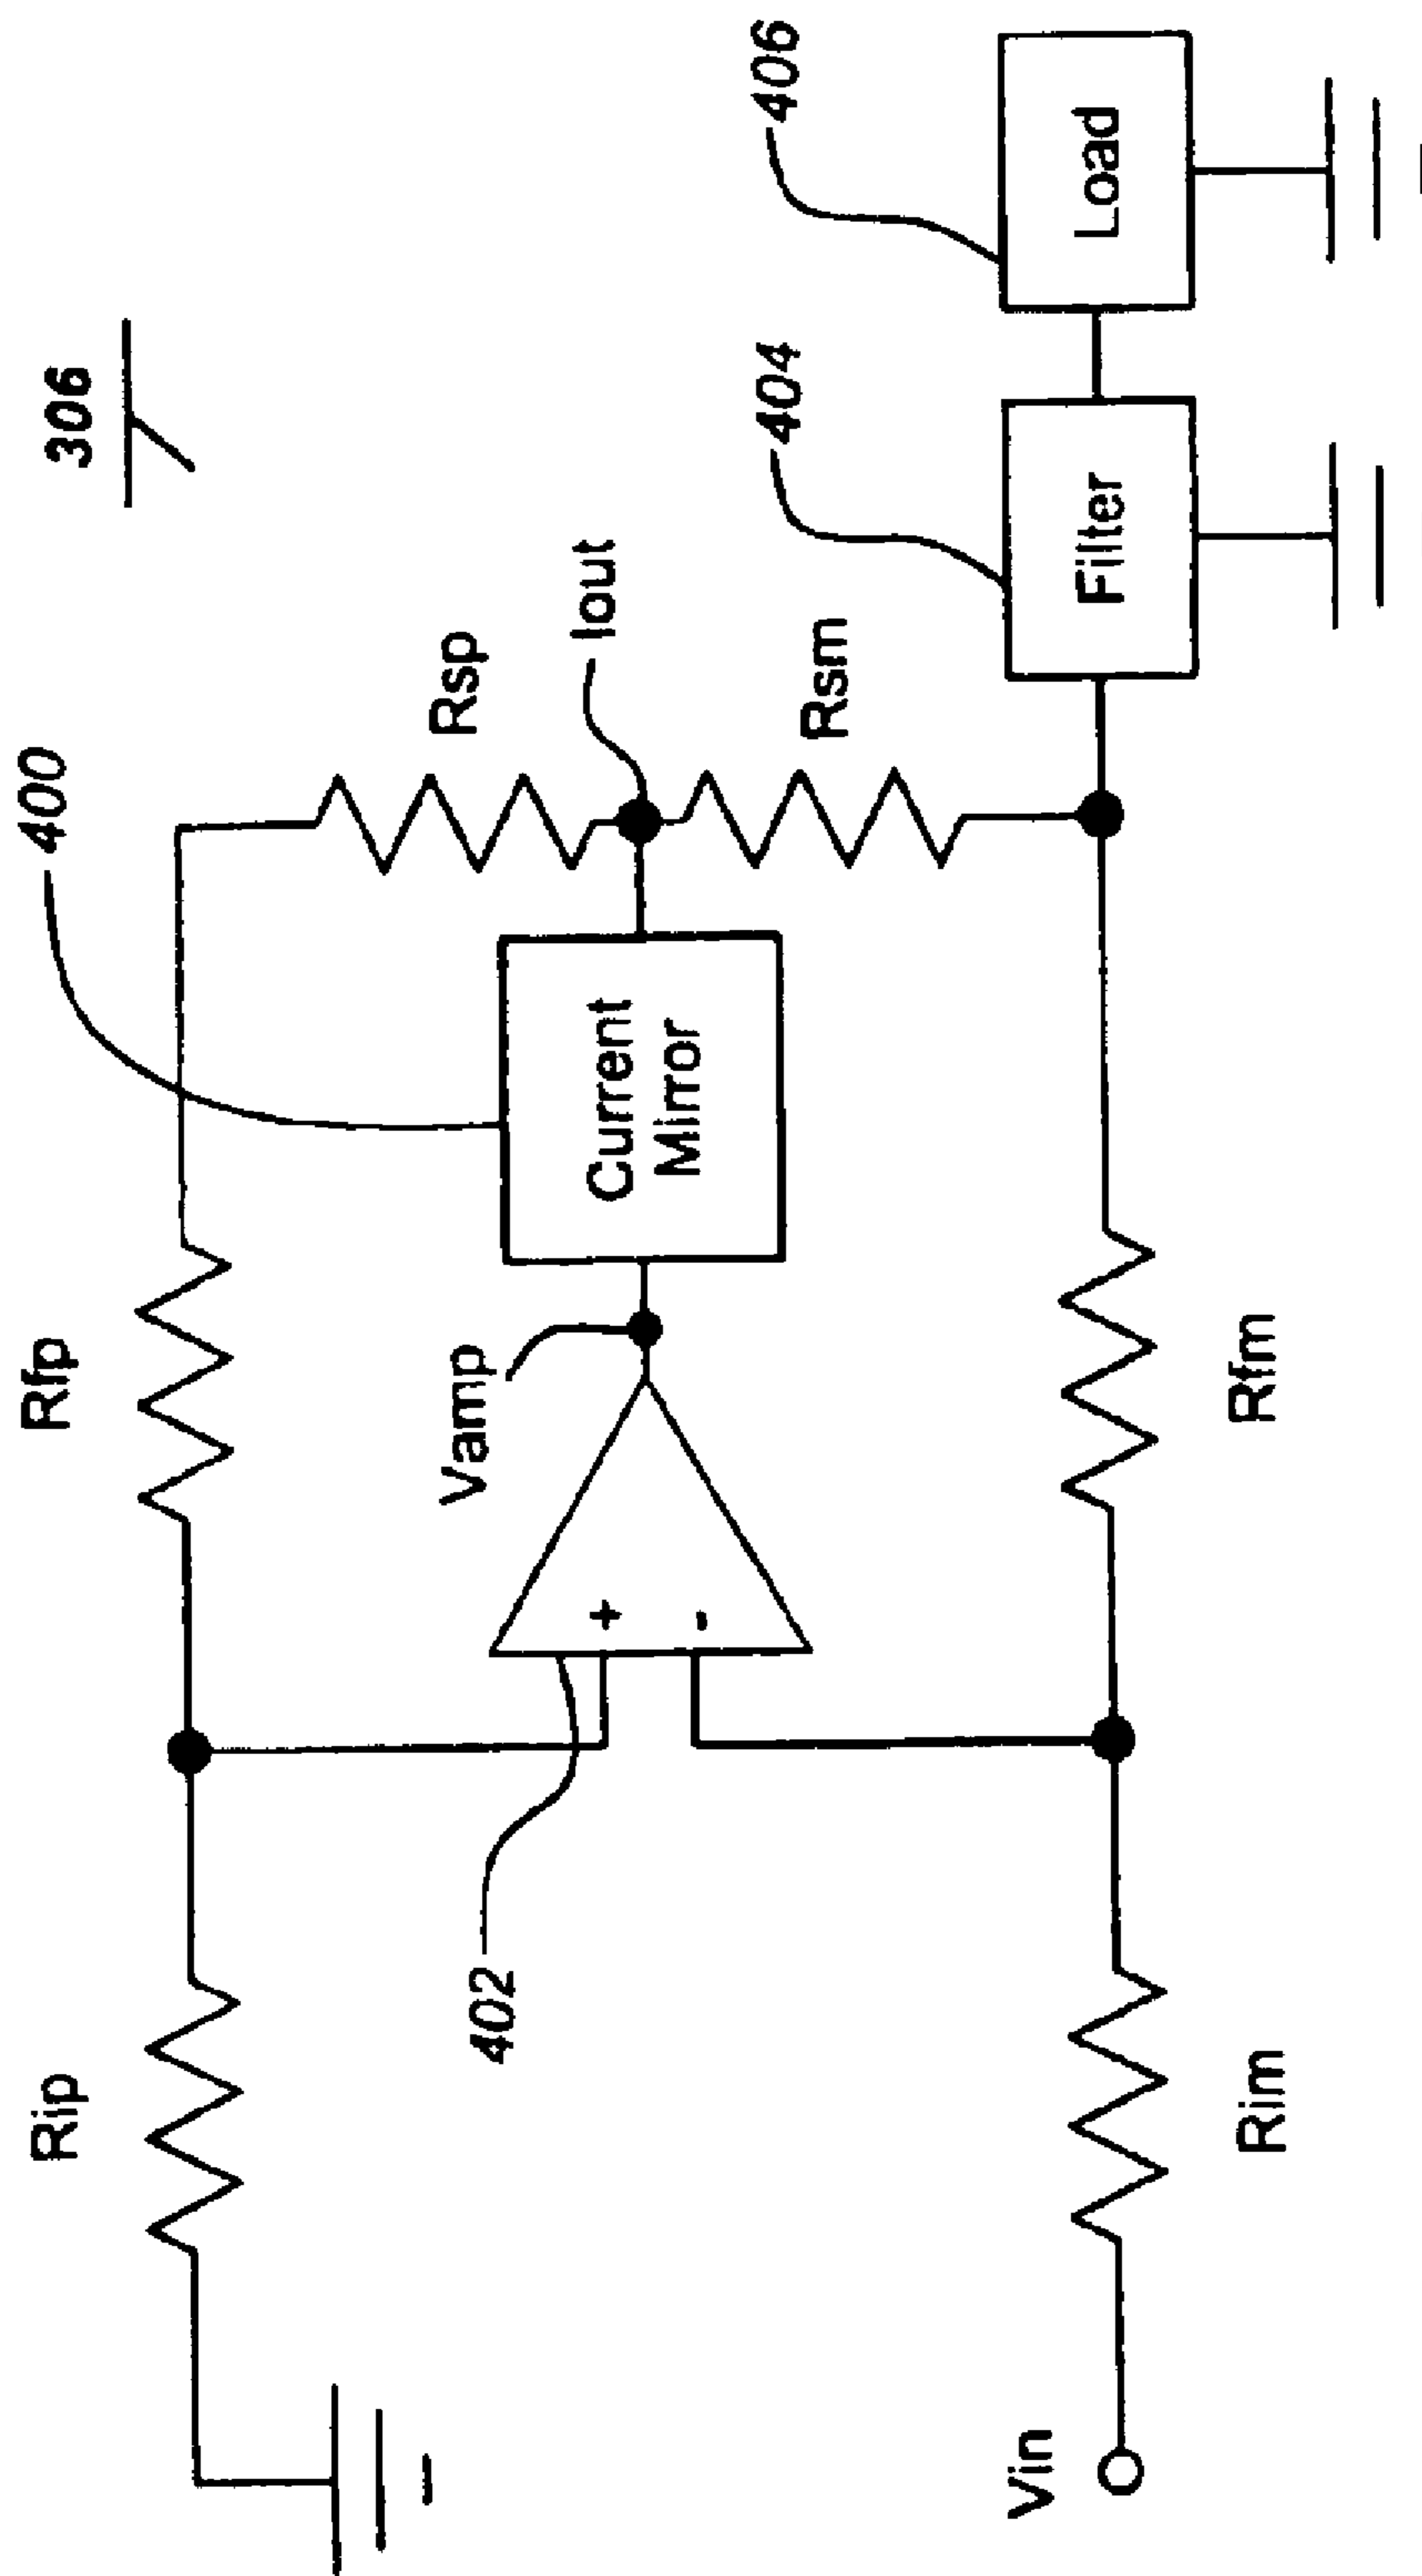 306
400
Rip
Rfp
Rsp
Iout
Vamp
Current
Mirror
+
-
402
Rsm
404
406
Vin
Rim
Rfm
Filter
Load